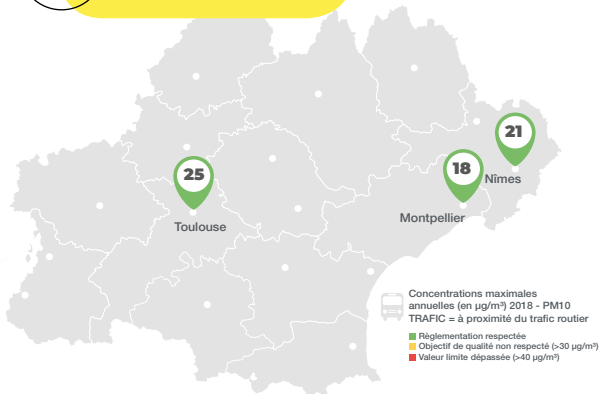 21
18
Nîmes
25
Montpellier
Toulouse
Concentrations maximales
annuelles (en µg/m³) 2018 - PM10
TRAFIC = à proximité du trafic routier
Règlementation respectée
Objectif de qualité non respecté (>30 µg/m³)
Valeur limite dépassée (>40 µg/m³)